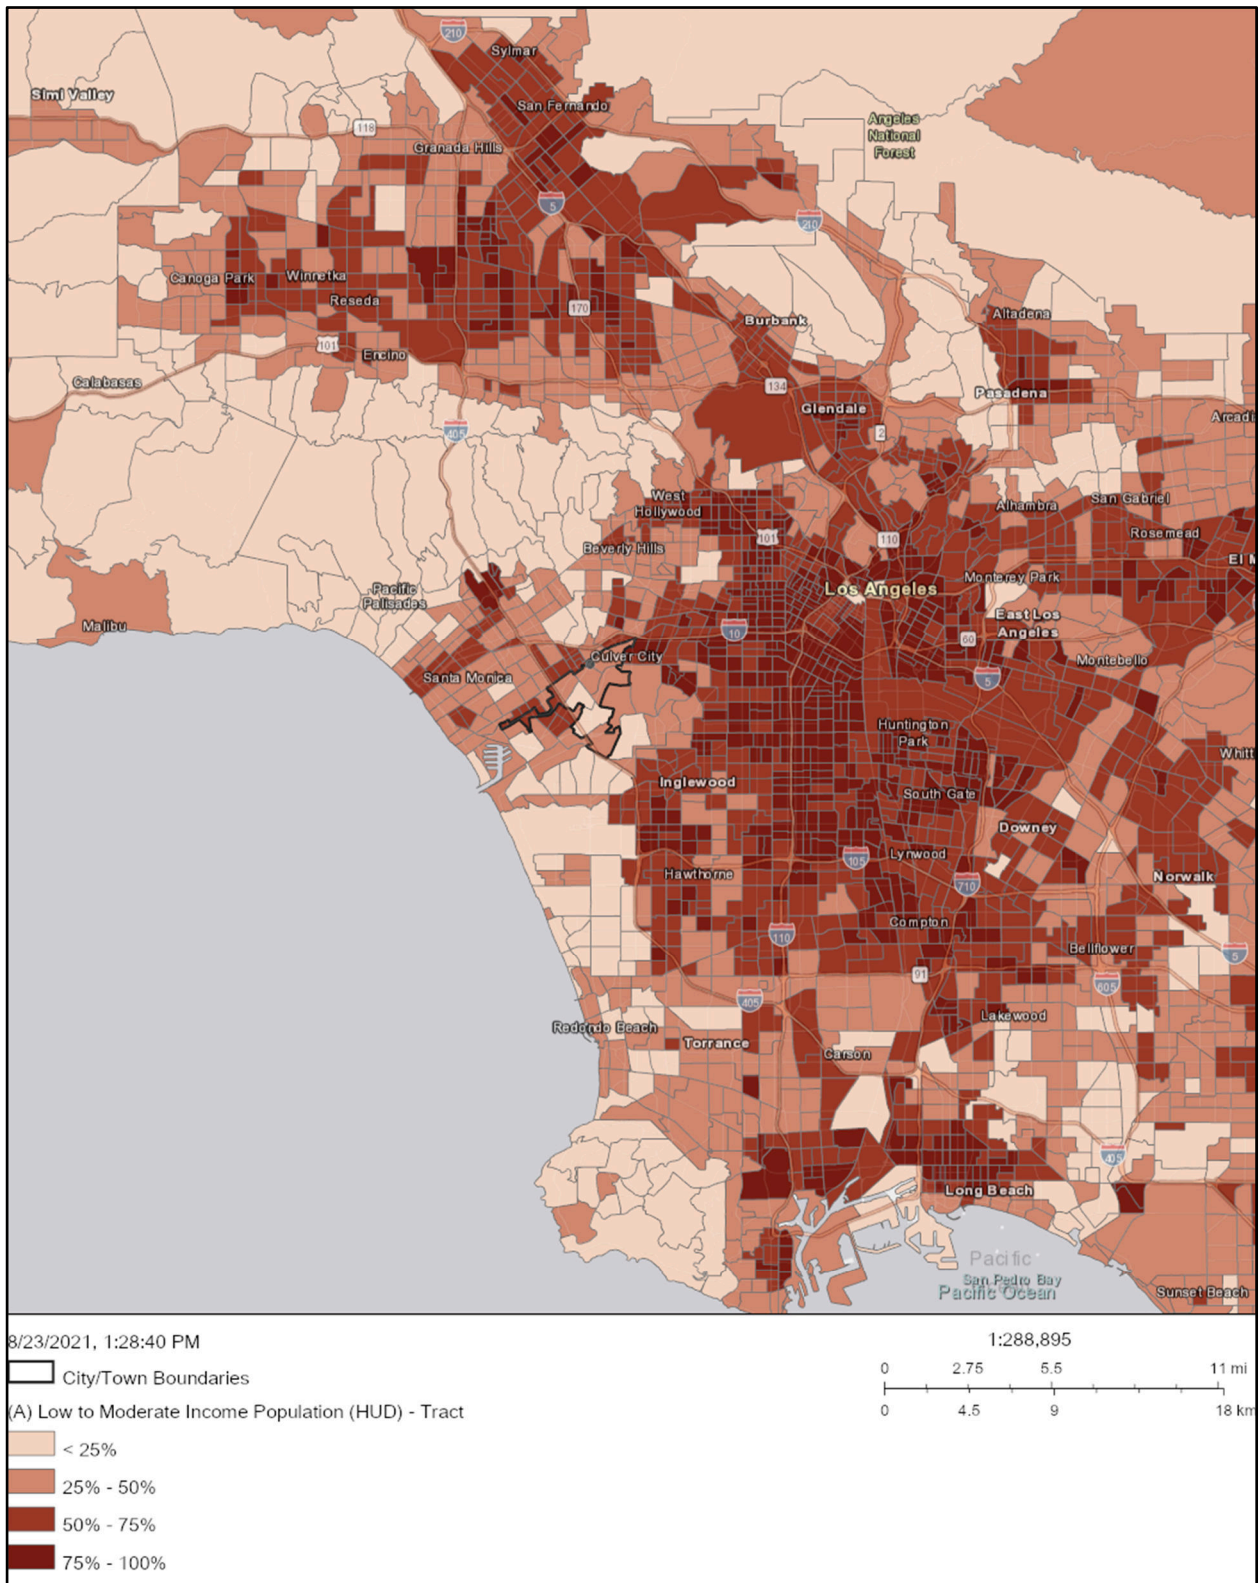 210
Sylmar
Simi Valley
San Fernando
118
Granada Hills
Angeles
National
Forest
5
210
Canoga Park
Winnetka
Reseda
170
Burbank
Altadena
101
Encino
Calabasas
134
Pasadena
Glendale
Arcadi
2
405
West
Hollywood
Alhambra
San Gabriel
Rosemead
101
110
Beverly Hills
El M
Los Angeles
Monterey Park
Pacific
Palisades
East Los
Angeles
Malibu
10
60
Culver City
Montebello
Santa Monica
5
Huntington
Park
Whitt
Inglewood
South Gate
Downey
Lynwood
105
Hawthorne
710
Norwalk
Compton
110
Bellflower
5
91
605
405
Lakewood
Redondo Beach
Torrance
Carson
405
Long Beach
Pacific
San Pedro Bay
Pacific Ocean
Sunset Beach
8/23/2021, 1:28:40 PM
1:288,895
City/Town Boundaries
0 2.75 5.5 11 mi
0 4.5 9 18 km
(A) Low to Moderate Income Population (HUD) - Tract
< 25%
25% - 50%
50% - 75%
75% - 100%